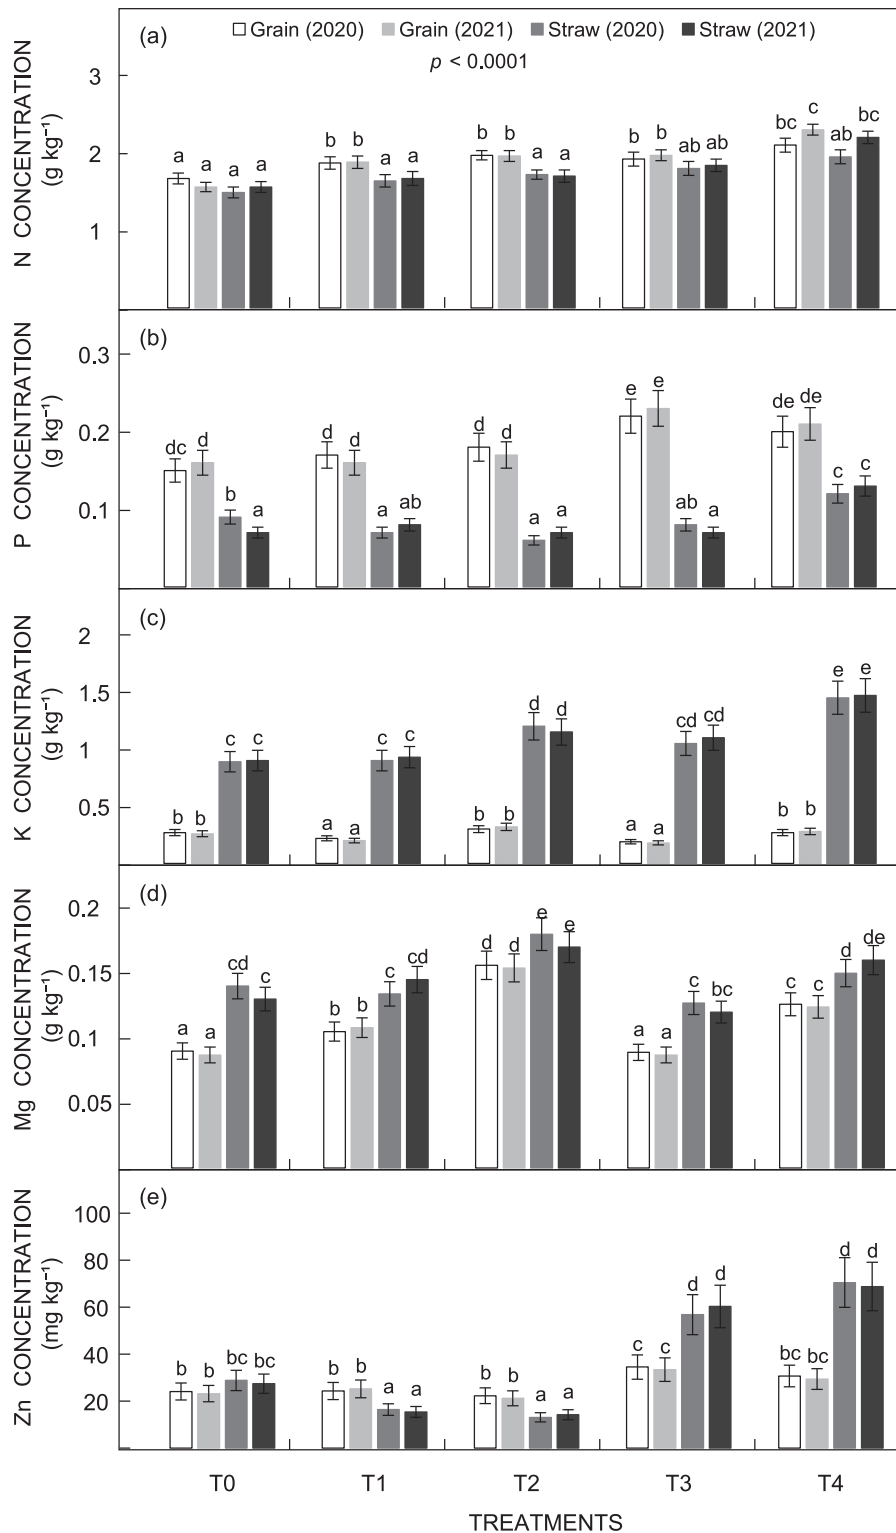 (a)
Grain (2020) Grain (2021) Straw (2020) Straw (2021)
p < 0.0001
N CONCENTRATION
(g kg⁻¹)
3
2
1
a a a a b b a a b b a a b b ab ab bc c ab bc
(b)
P CONCENTRATION
(g kg⁻¹)
0.3
0.2
0.1
dc d b a d d a ab d d a a e e ab a de de c c
(c)
K CONCENTRATION
(g kg⁻¹)
2
1.5
1
0.5
b b c c a a c c b b d d a a cd cd b b e e
(d)
Mg CONCENTRATION
(g kg⁻¹)
0.2
0.15
0.1
0.05
a a cd c b b c cd d d e e a a c bc c c d de
(e)
Zn CONCENTRATION
(mg kg⁻¹)
100
80
60
40
20
b b bc bc b b a a b b a a c c d d bc bc d d
T0 T1 T2 T3 T4
TREATMENTS